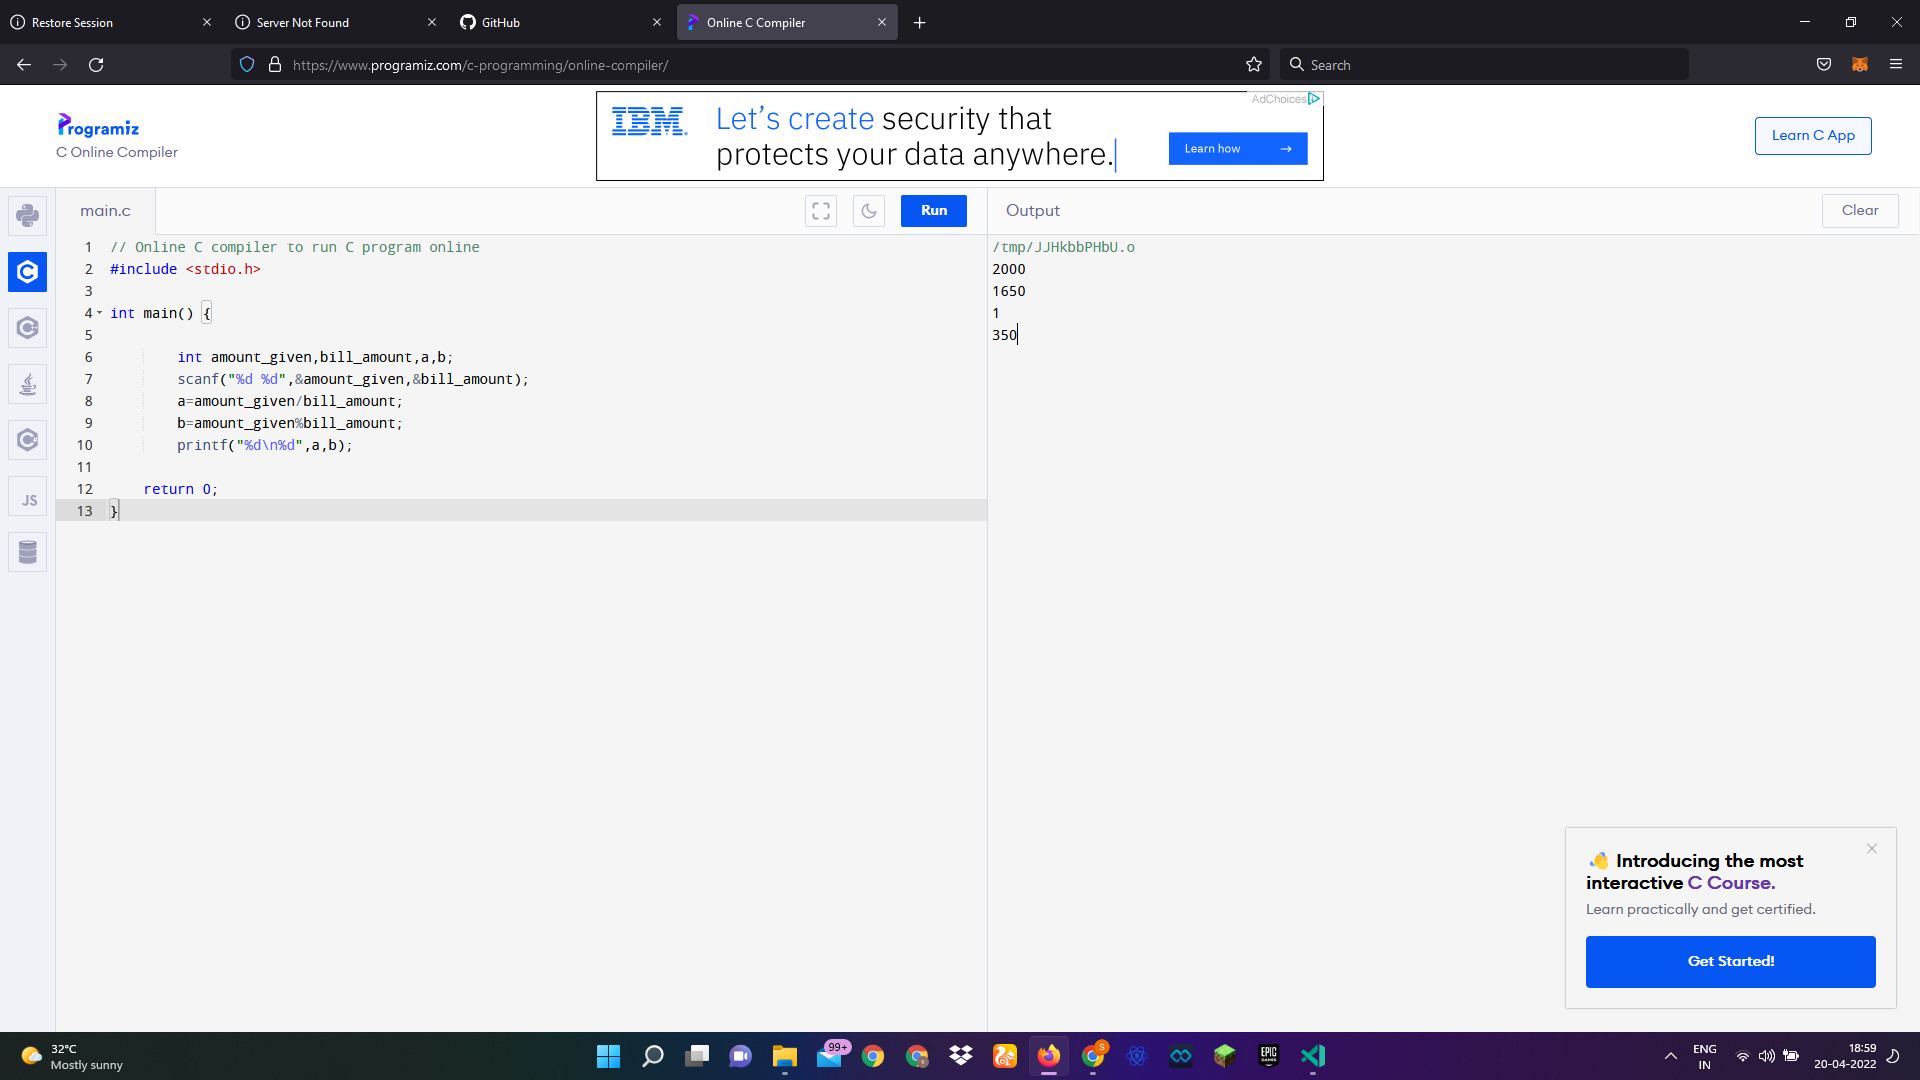 Restore Session
Server Not Found
GitHub
Online C Compiler
https://www.programiz.com/c-programming/online-compiler/
Search
Programiz
C Online Compiler
IBM
Let's create security that
protects your data anywhere.
AdChoices
Learn how
Learn C App
main.c
Run
Output
Clear
1 // Online C compiler to run C program online
2 #include <stdio.h>
3
4 int main() {
5
6 int amount_given,bill_amount,a,b;
7 scanf("%d %d",&amount_given,&bill_amount);
8 a=amount_given/bill_amount;
9 b=amount_given%bill_amount;
10 printf("%d\n%d",a,b);
11
12 return 0;
13 }
/tmp/JJHkbbPHbU.o
2000
1650
1
350
JS
👋 Introducing the most
interactive C Course.
Learn practically and get certified.
Get Started!
32°C
Mostly sunny
99+
S
EPIC
GAMES
ENG
IN
18:59
20-04-2022